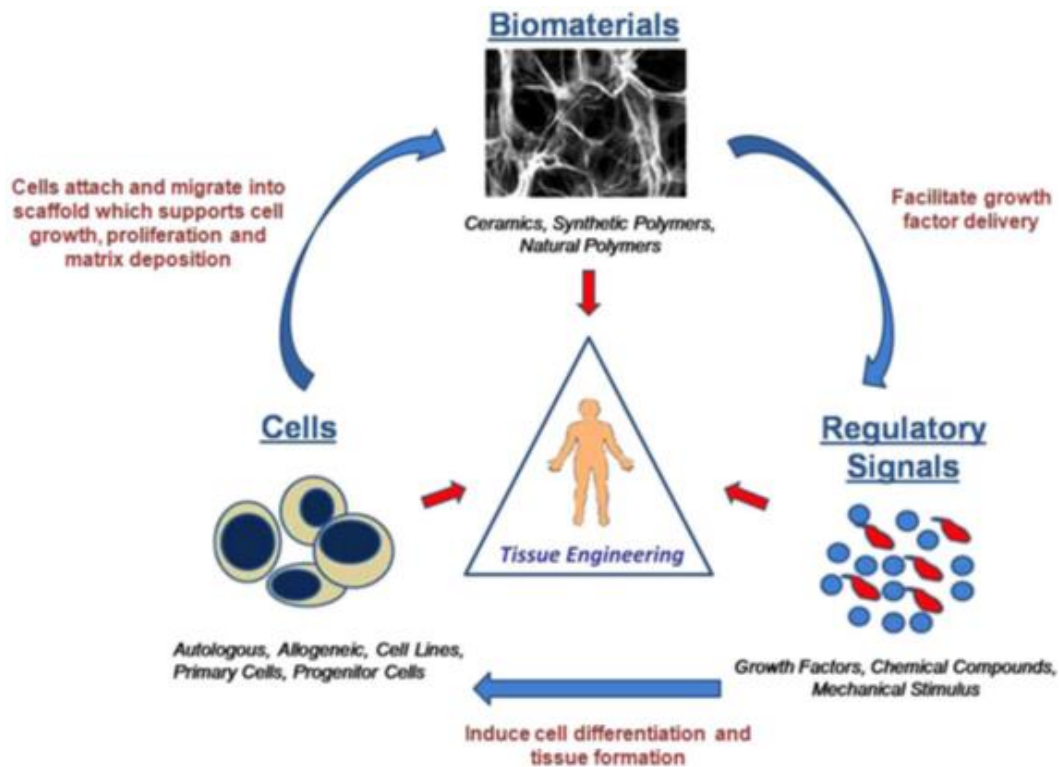 Biomaterials
Cells attach and migrate into
scaffold which supports cell
growth, proliferation and
matrix deposition
Facilitate growth
factor delivery
Ceramics, Synthetic Polymers,
Natural Polymers
Cells
Regulatory
Signals
Tissue Engineering
Autologous, Allogeneic, Cell Lines,
Primary Cells, Progenitor Cells
Growth Factors, Chemical Compounds,
Mechanical Stimulus
Induce cell differentiation and
tissue formation